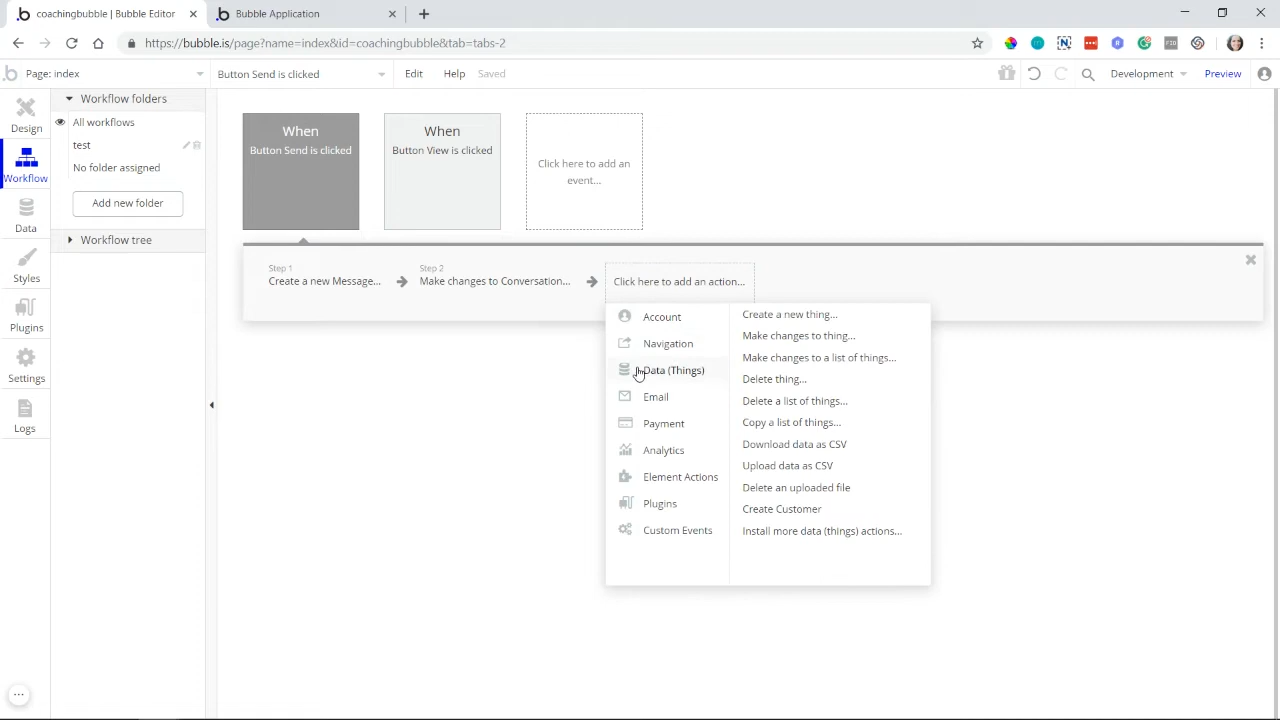 coachingbubble | Bubble Editor
Bubble Application
https://bubble.is/page?name=index&id=coachingbubble&tab=tabs-2
Page: index
Button Send is clicked
Edit
Help
Saved
Development
Preview
Design
Workflow
Data
Styles
Plugins
Settings
Logs
Workflow folders
All workflows
test
No folder assigned
Add new folder
Workflow tree
When
Button Send is clicked
When
Button View is clicked
Click here to add an
event...
Step 1
Create a new Message...
Step 2
Make changes to Conversation...
Click here to add an action...
Account
Navigation
Data (Things)
Email
Payment
Analytics
Element Actions
Plugins
Custom Events
Create a new thing...
Make changes to thing...
Make changes to a list of things...
Delete thing...
Delete a list of things...
Copy a list of things...
Download data as CSV
Upload data as CSV
Delete an uploaded file
Create Customer
Install more data (things) actions...